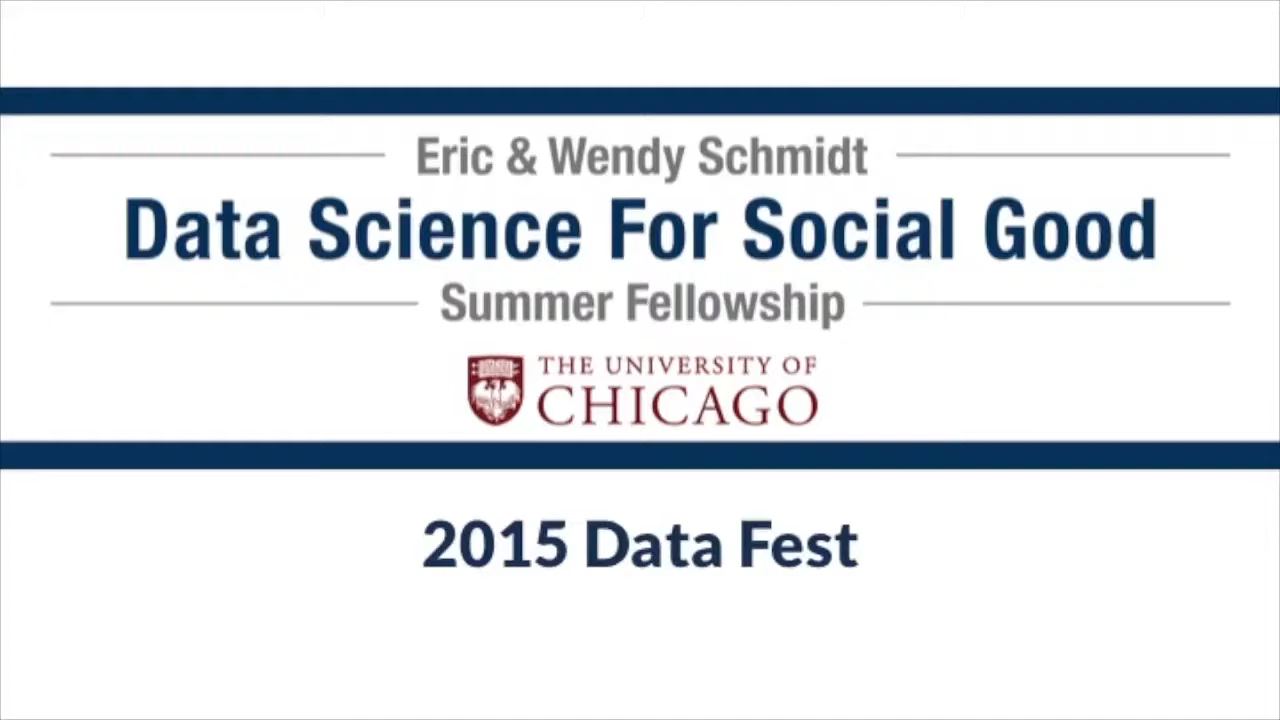 Eric & Wendy Schmidt
Data Science For Social Good
Summer Fellowship
THE UNIVERSITY OF
CHICAGO
2015 Data Fest